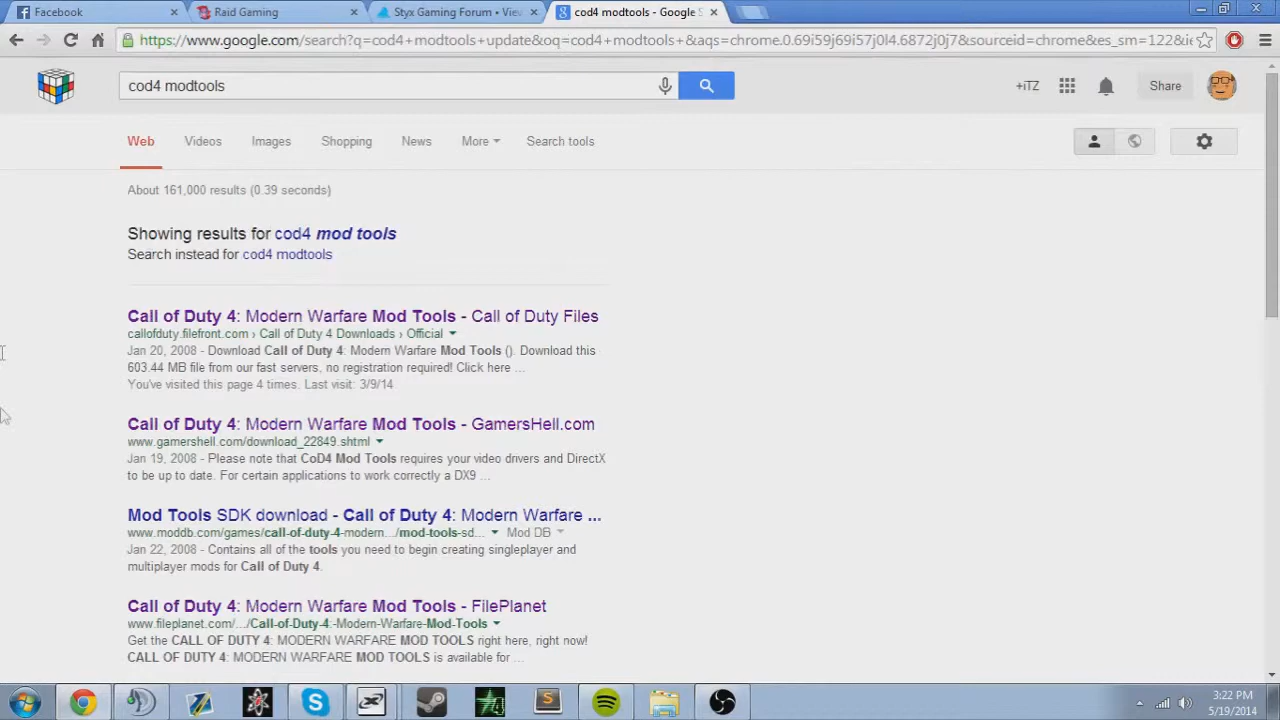 Facebook
Raid Gaming
Styx Gaming Forum • Vie
cod4 modtools - Google S
https://www.google.com/search?q=cod4+modtools+update&oq=cod4+modtools+&aqs=chrome.0.69i59j69i57j0l4.6872j0j7&sourceid=chrome&es_sm=122&ie
cod4 modtools
+iTZ
Share
Web
Videos
Images
Shopping
News
More
Search tools
About 161,000 results (0.39 seconds)
Showing results for cod4 mod tools
Search instead for cod4 modtools
Call of Duty 4: Modern Warfare Mod Tools - Call of Duty Files
callofduty.filefront.com › Call of Duty 4 Downloads › Official
Jan 20, 2008 - Download Call of Duty 4: Modern Warfare Mod Tools (). Download this
603.44 MB file from our fast servers, no registration required! Click here ...
You've visited this page 4 times. Last visit: 3/9/14
Call of Duty 4: Modern Warfare Mod Tools - GamersHell.com
www.gamershell.com/download_22849.shtml
Jan 19, 2008 - Please note that CoD4 Mod Tools requires your video drivers and DirectX
to be up to date. For certain applications to work correctly a DX9 ...
Mod Tools SDK download - Call of Duty 4: Modern Warfare ...
www.moddb.com/games/call-of-duty-4-modern.../mod-tools-sd... Mod DB
Jan 22, 2008 - Contains all of the tools you need to begin creating singleplayer and
multiplayer mods for Call of Duty 4.
Call of Duty 4: Modern Warfare Mod Tools - FilePlanet
www.fileplanet.com/.../Call-of-Duty-4:-Modern-Warfare-Mod-Tools
Get the CALL OF DUTY 4: MODERN WARFARE MOD TOOLS right here, right now!
CALL OF DUTY 4: MODERN WARFARE MOD TOOLS is available for ...
3:22 PM
5/19/2014